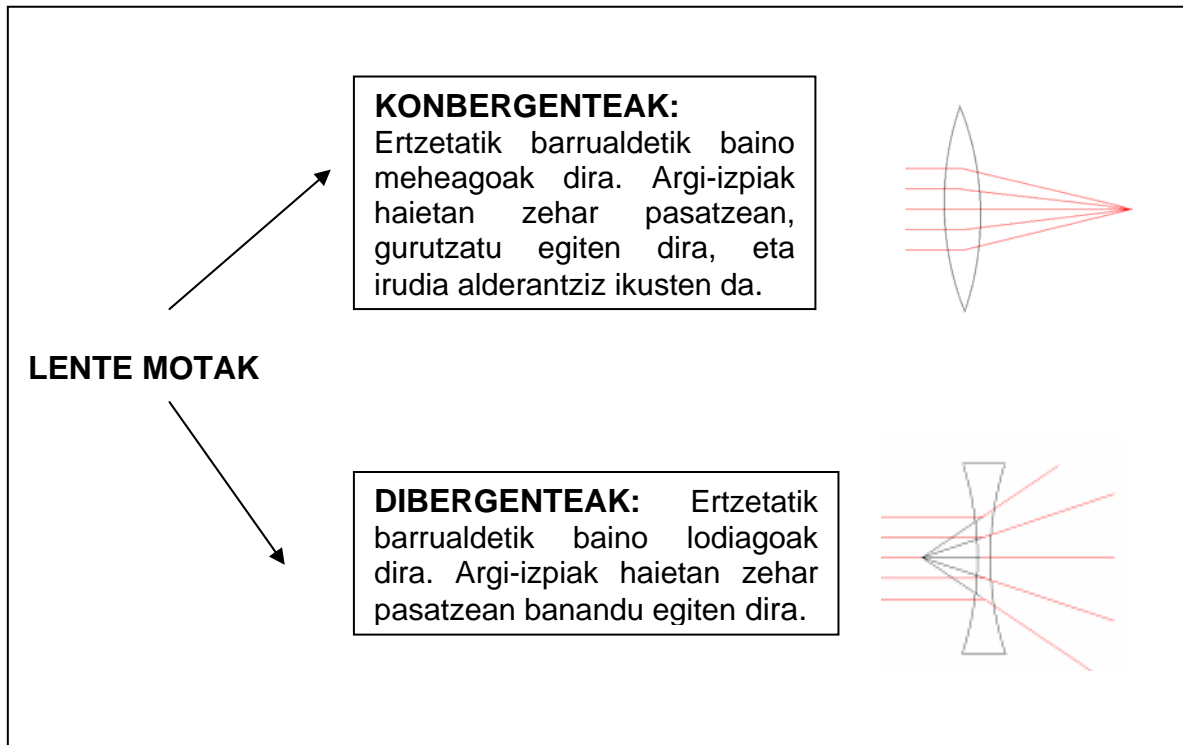 KONBERGENTEAK:
Ertzetatik barrualdetik baino
meheagoak dira. Argi-izpiak
haietan zehar pasatzean,
gurutzatu egiten dira, eta
irudia alderantziz ikusten da.
LENTE MOTAK
DIBERGENTEAK: Ertzetatik
barrualdetik baino lodiagoak
dira. Argi-izpiak haietan zehar
pasatzean banandu egiten dira.